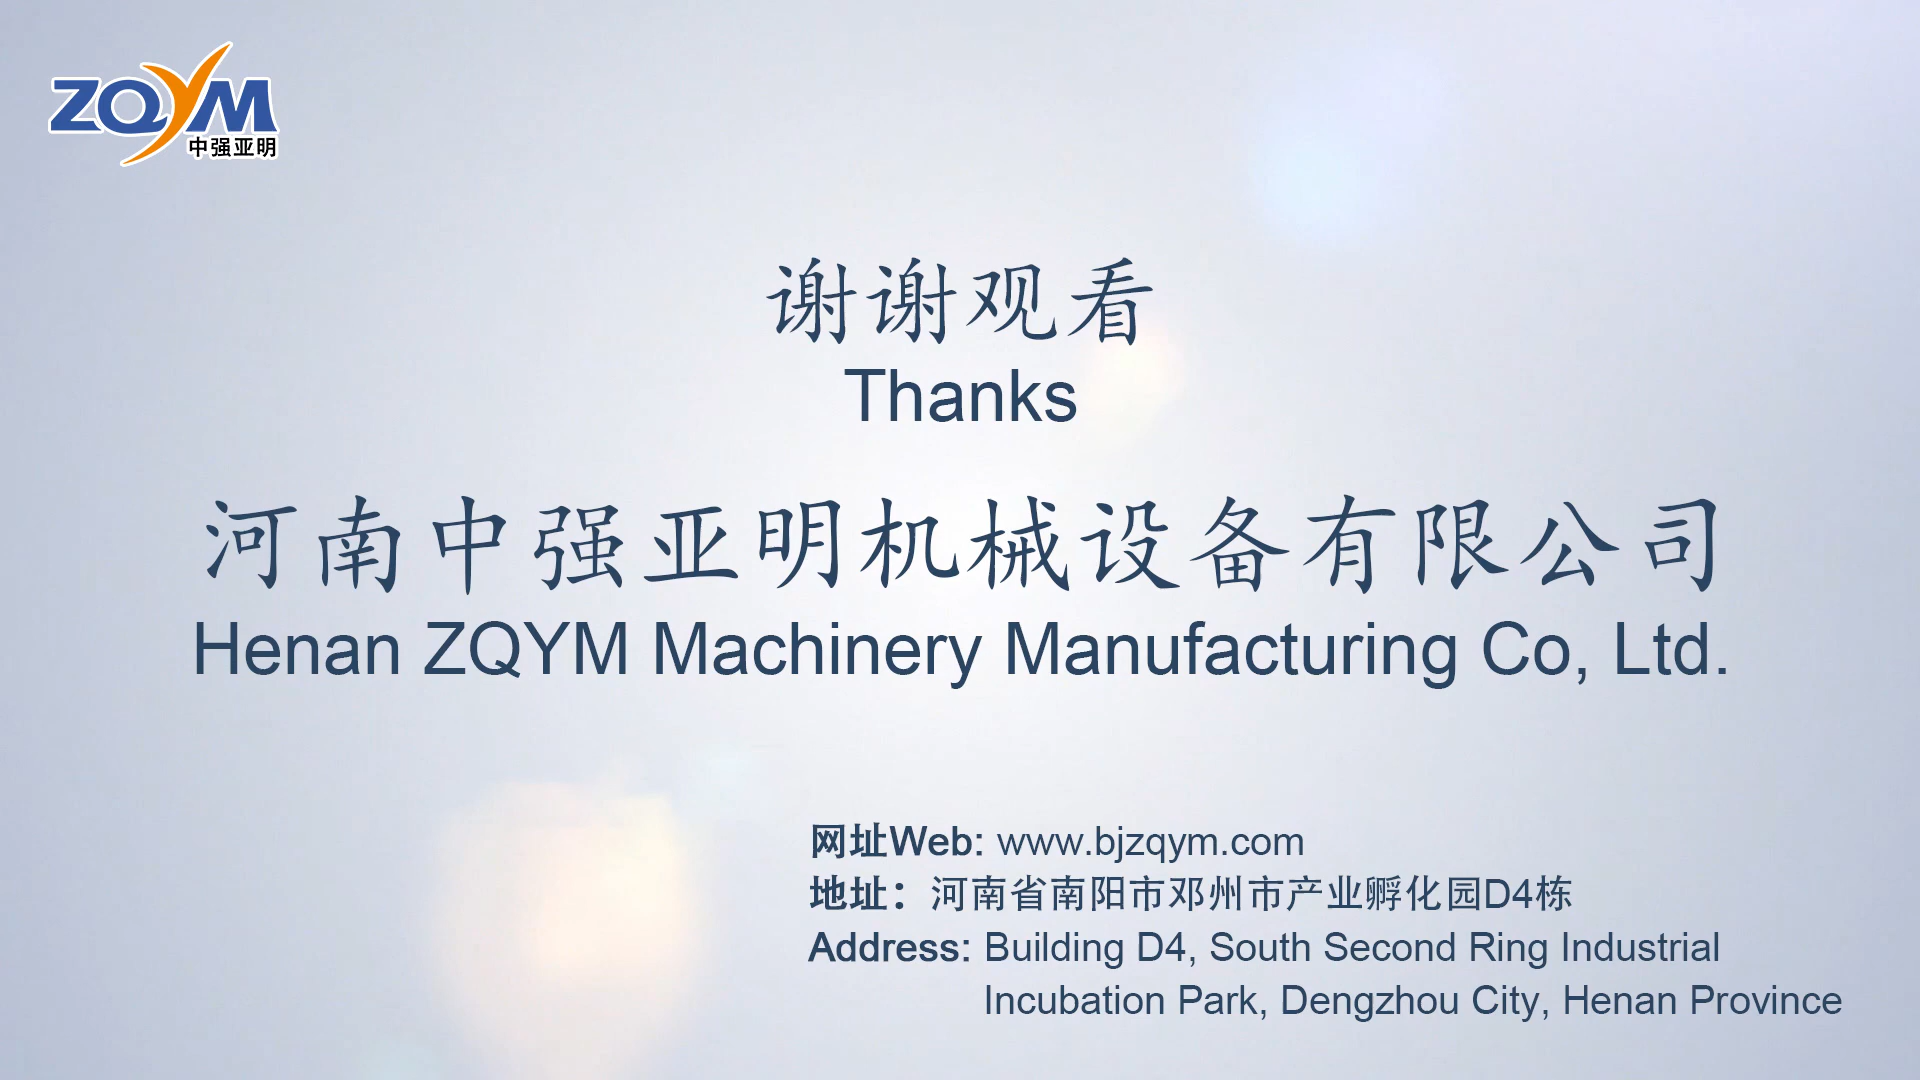 ZQYM
中强亚明
谢谢观看
Thanks
河南中强亚明机械设备有限公司
Henan ZQYM Machinery Manufacturing Co, Ltd.
网址Web: www.bjzqym.com
地址：河南省南阳市邓州市产业孵化园D4栋
Address: Building D4, South Second Ring Industrial
Incubation Park, Dengzhou City, Henan Province